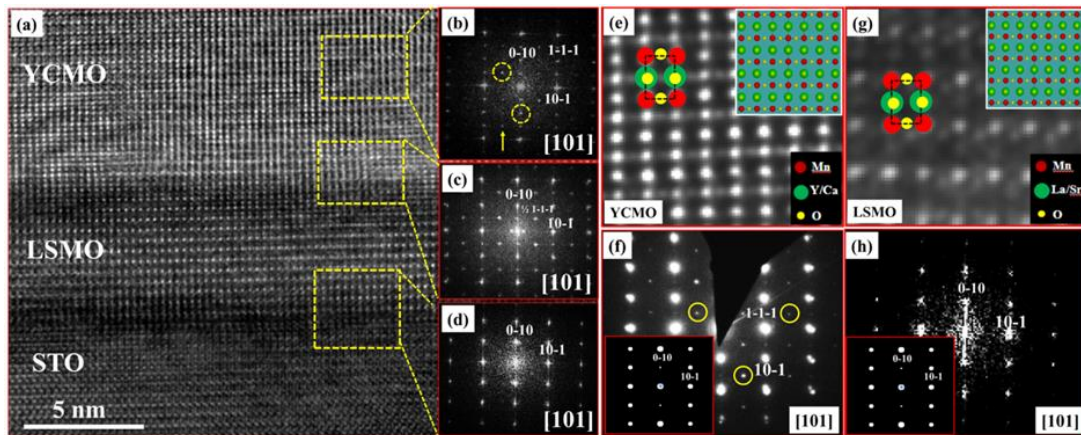 (a)
YCMO
LSMO
STO
5 nm
(b)
0-10
1-1-1
10-1
[101]
(c)
0-10
½ 1-1-1
10-1
[101]
(d)
0-10
10-1
[101]
(e)
Mn
Y/Ca
O
YCMO
(f)
1-1-1
10-1
0-10
10-1
[101]
(g)
Mn
La/Sr
O
LSMO
(h)
0-10
10-1
0-10
10-1
[101]